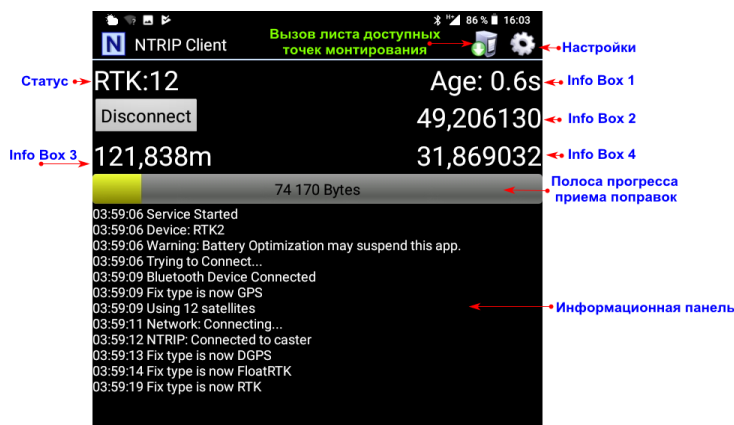 86 % 16:03
NTRIP Client
Вызов листа доступных
точек монтирования
Настройки
Статус
RTK:12
Age: 0.6s
Info Box 1
Disconnect
49,206130
Info Box 2
Info Box 3
121,838m
31,869032
Info Box 4
74 170 Bytes
Полоса прогресса
приема поправок
03:59:06 Service Started
03:59:06 Device: RTK2
03:59:06 Warning: Battery Optimization may suspend this app.
03:59:06 Trying to Connect...
03:59:09 Bluetooth Device Connected
03:59:09 Fix type is now GPS
03:59:09 Using 12 satellites
Информационная панель
03:59:11 Network: Connecting...
03:59:12 NTRIP: Connected to caster
03:59:13 Fix type is now DGPS
03:59:14 Fix type is now FloatRTK
03:59:19 Fix type is now RTK